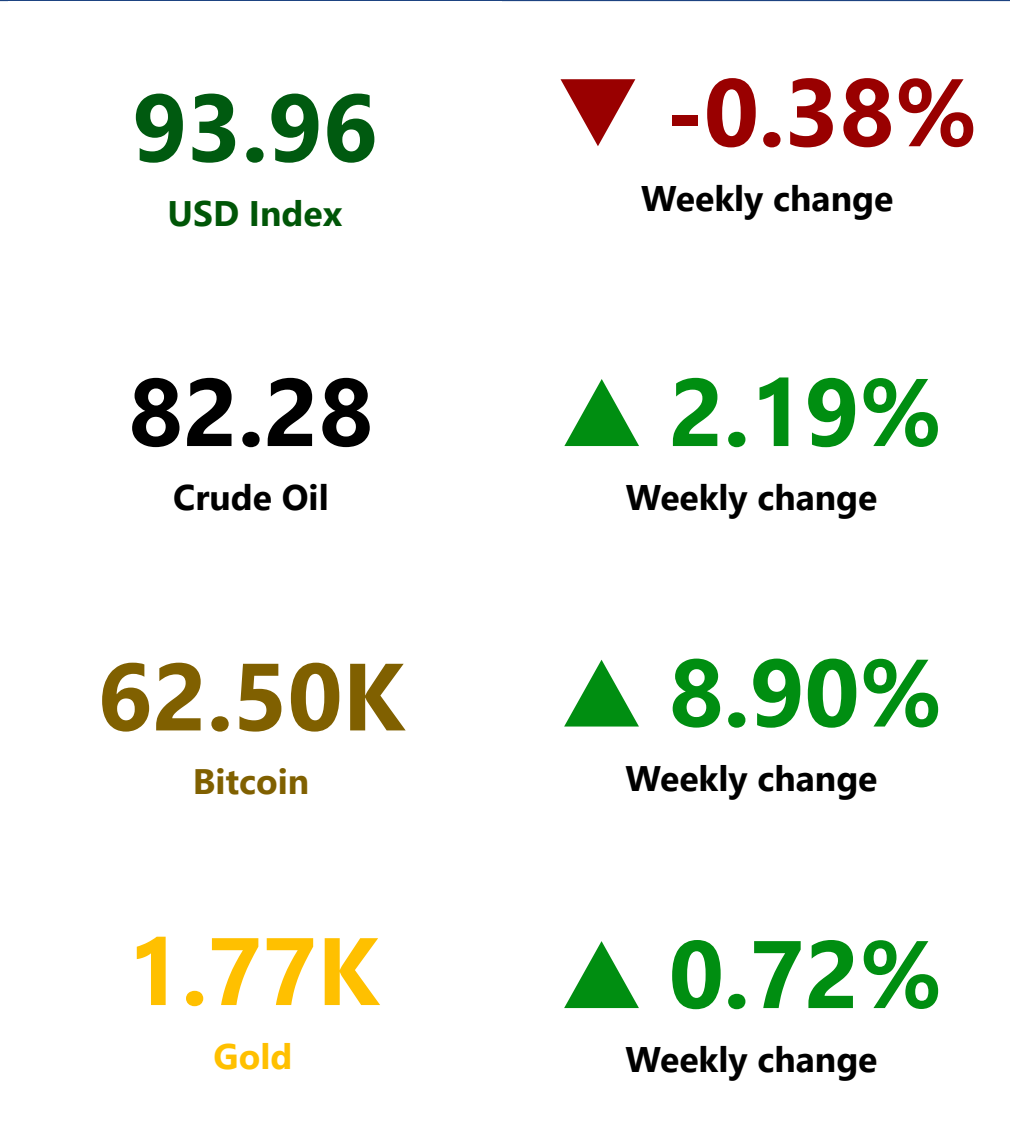 93.96
▼ -0.38%
USD Index
Weekly change
82.28
▲ 2.19%
Crude Oil
Weekly change
62.50K
▲ 8.90%
Bitcoin
Weekly change
1.77K
▲ 0.72%
Gold
Weekly change